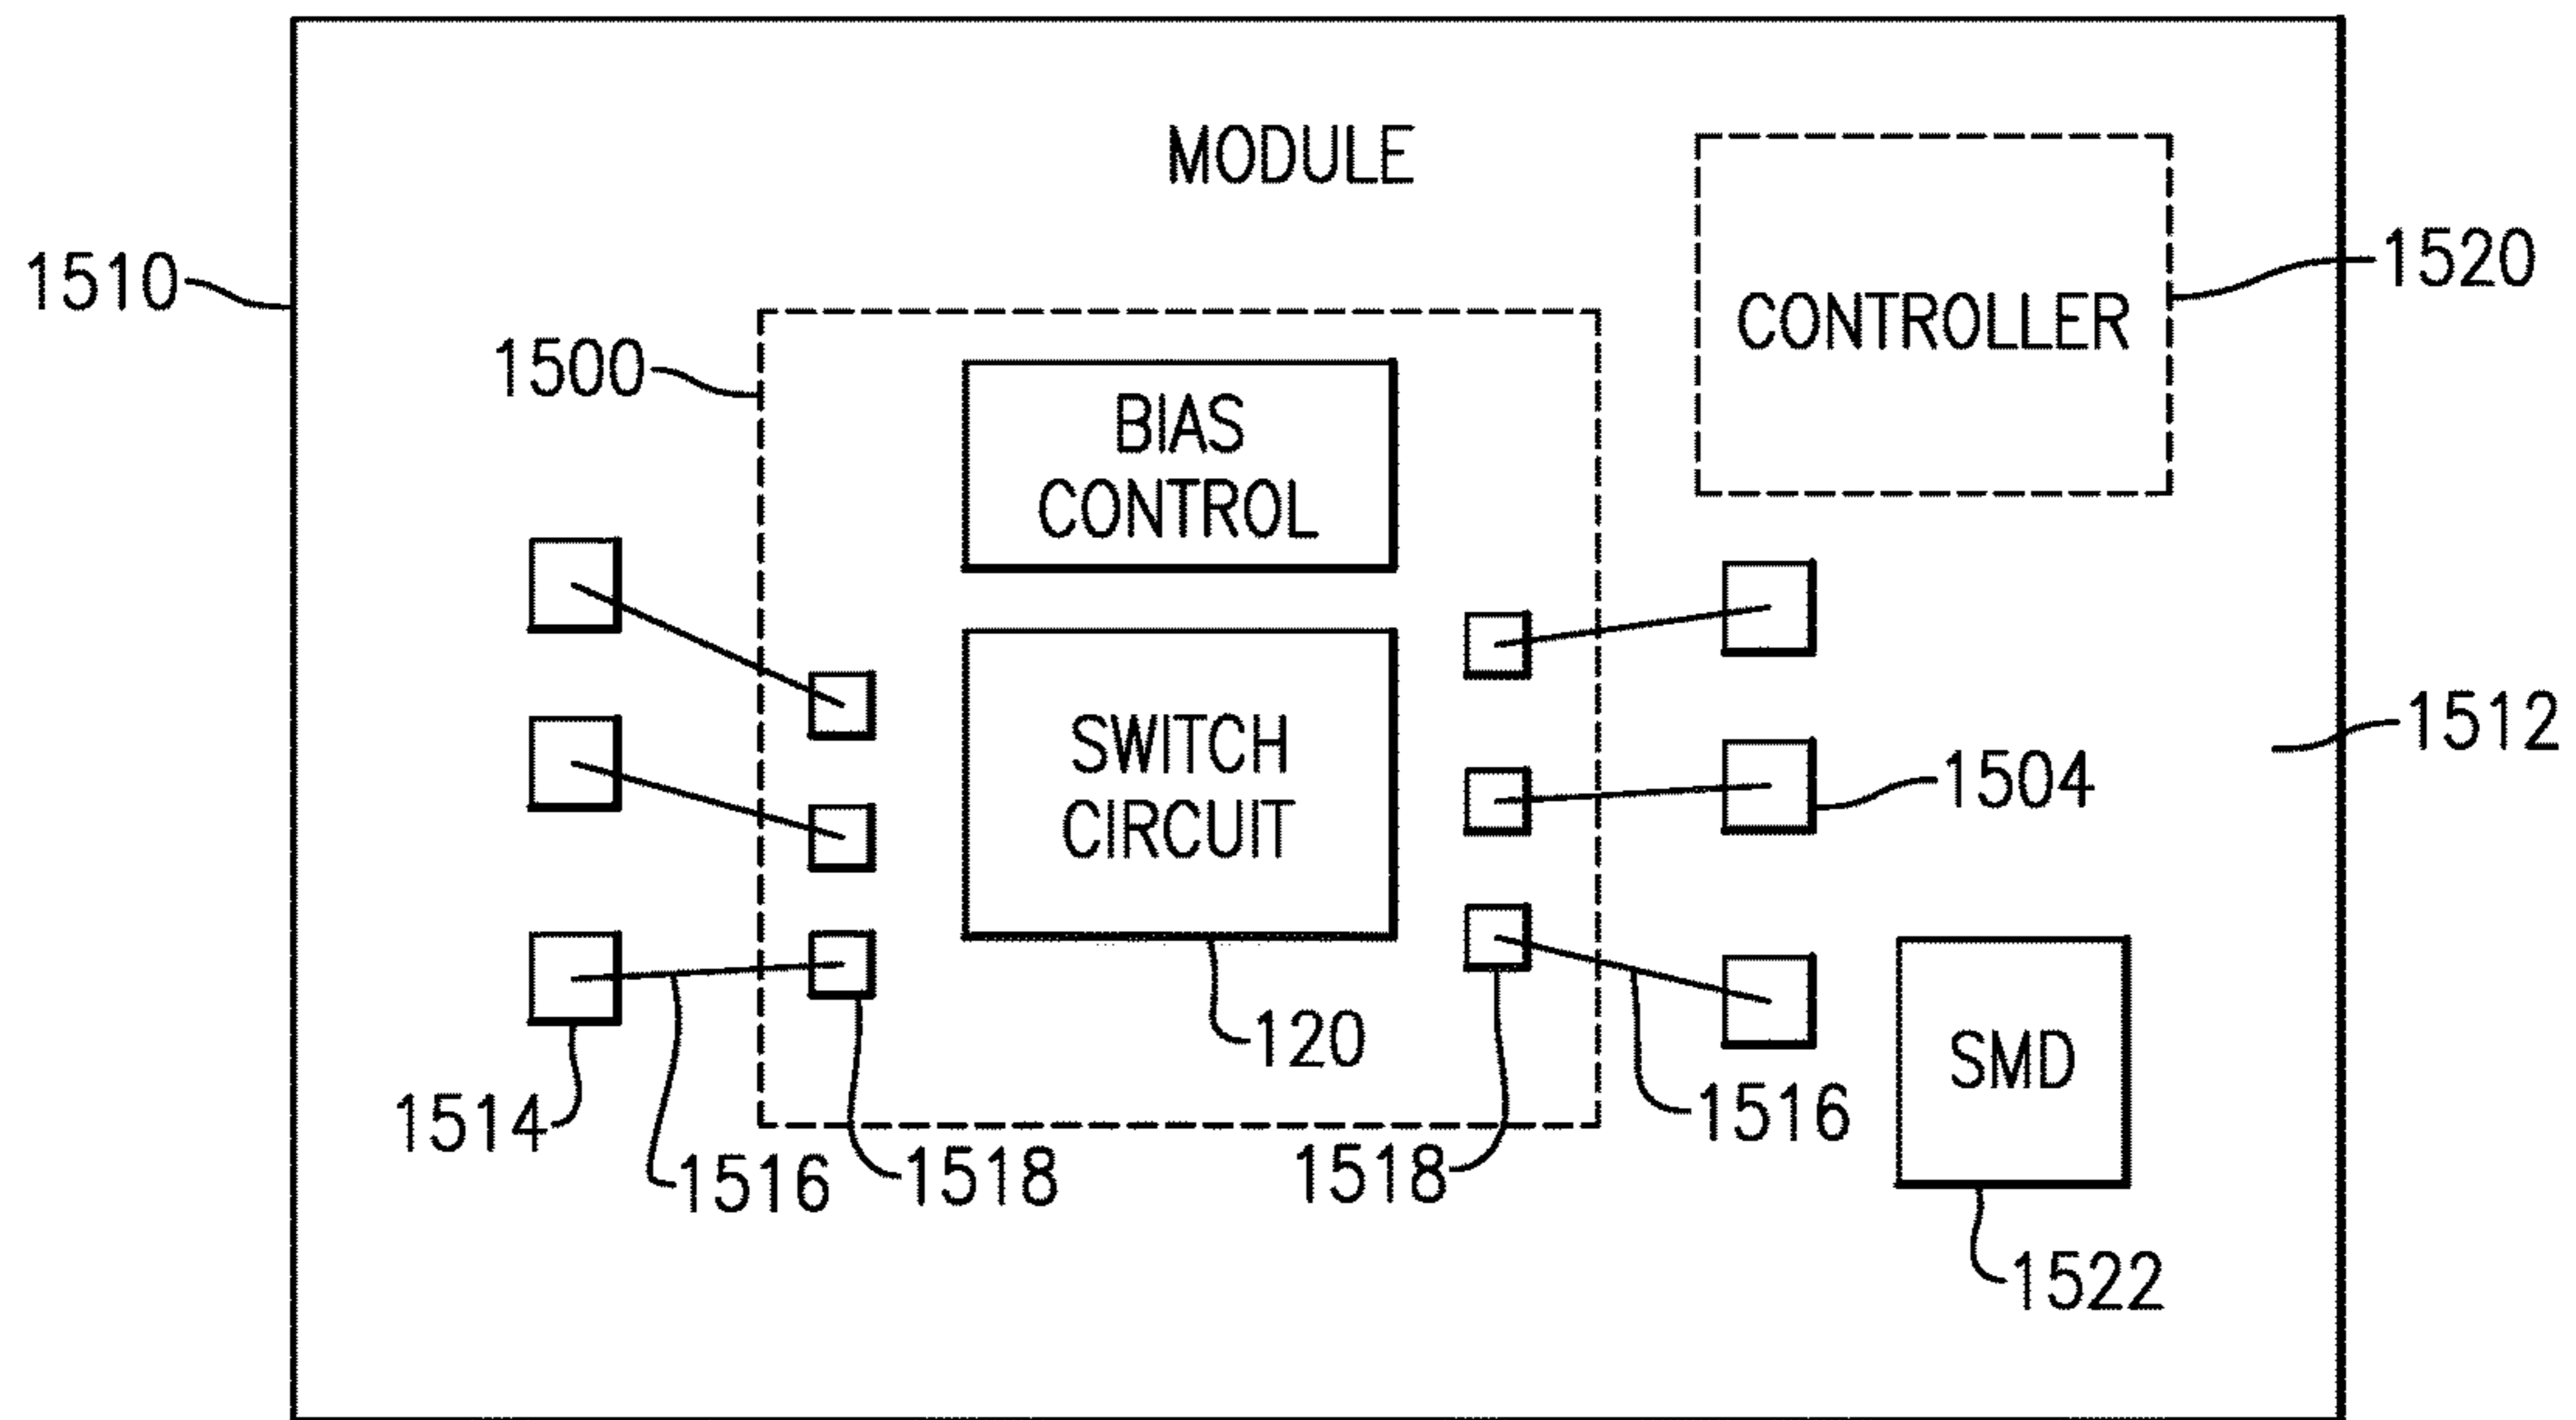 MODULE
1510
1520
CONTROLLER
1500
BIAS
CONTROL
1512
SWITCH
CIRCUIT
1504
120
SMD
1514
1516
1518
1518
1516
1522